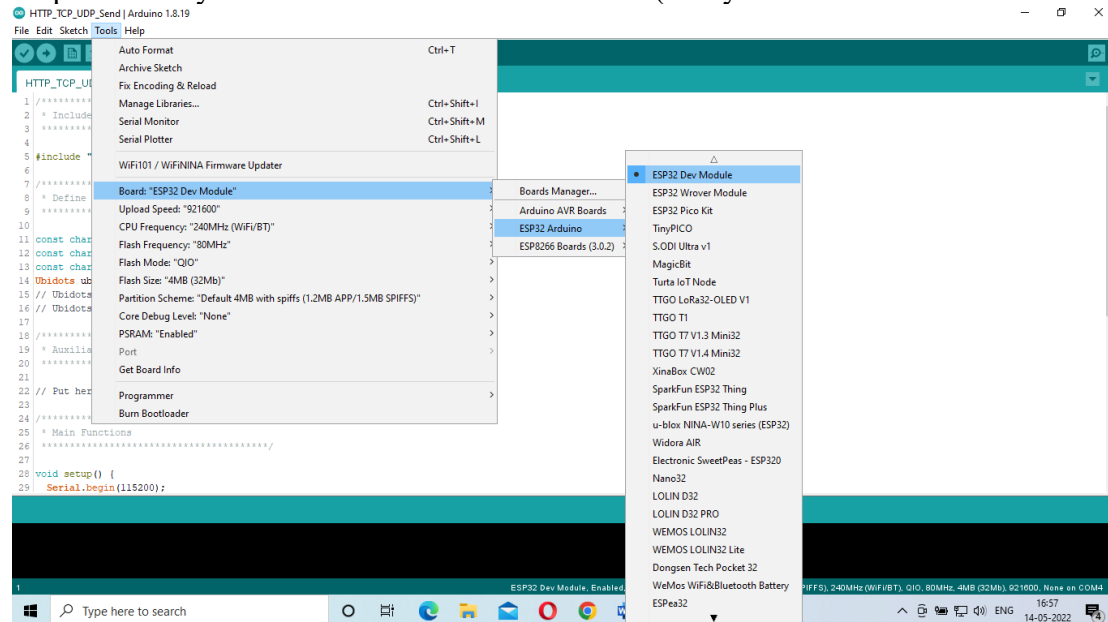 HTTP_TCP_UDP_Send | Arduino 1.8.19
File Edit Sketch Tools Help
HTTP_TCP_U
Auto Format Ctrl+T
Archive Sketch
Fix Encoding & Reload
Manage Libraries... Ctrl+Shift+I
Serial Monitor Ctrl+Shift+M
Serial Plotter Ctrl+Shift+L
WiFi101 / WiFiNINA Firmware Updater
Board: "ESP32 Dev Module"
Upload Speed: "921600"
CPU Frequency: "240MHz (WiFi/BT)"
Flash Frequency: "80MHz"
Flash Mode: "QIO"
Flash Size: "4MB (32Mb)"
Partition Scheme: "Default 4MB with spiffs (1.2MB APP/1.5MB SPIFFS)"
Core Debug Level: "None"
PSRAM: "Enabled"
Port
Get Board Info
Programmer
Burn Bootloader
Boards Manager...
Arduino AVR Boards
ESP32 Arduino
ESP8266 Boards (3.0.2)
ESP32 Dev Module
ESP32 Wrover Module
ESP32 Pico Kit
TinyPICO
S.ODI Ultra v1
MagicBit
Turta IoT Node
TTGO LoRa32-OLED V1
TTGO T1
TTGO T7 V1.3 Mini32
TTGO T7 V1.4 Mini32
XinaBox CW02
SparkFun ESP32 Thing
SparkFun ESP32 Thing Plus
u-blox NINA-W10 series (ESP32)
Widora AIR
Electronic SweetPeas - ESP320
Nano32
LOLIN D32
LOLIN D32 PRO
WEMOS LOLIN32
WEMOS LOLIN32 Lite
Dongsen Tech Pocket 32
WeMos WiFi&Bluetooth Battery
ESPea32
1 /*********
2 * Include
3 *********
4
5 #include "
6
7 /*********
8 * Define
9 *********
10
11 const char
12 const char
13 const char
14 Ubidots ub
15 // Ubidots
16 // Ubidots
17
18 /*********
19 * Auxilia
20 *********
21
22 // Put her
23
24 /*********
25 * Main Functions
26 ****************************************/
27
28 void setup() {
29 Serial.begin(115200);
1 ESP32 Dev Module, Enabled, PIFFS), 240MHz (WiFi/BT), QIO, 80MHz, 4MB (32Mb), 921600, None on COM4
Type here to search
ENG
16:57
14-05-2022
4